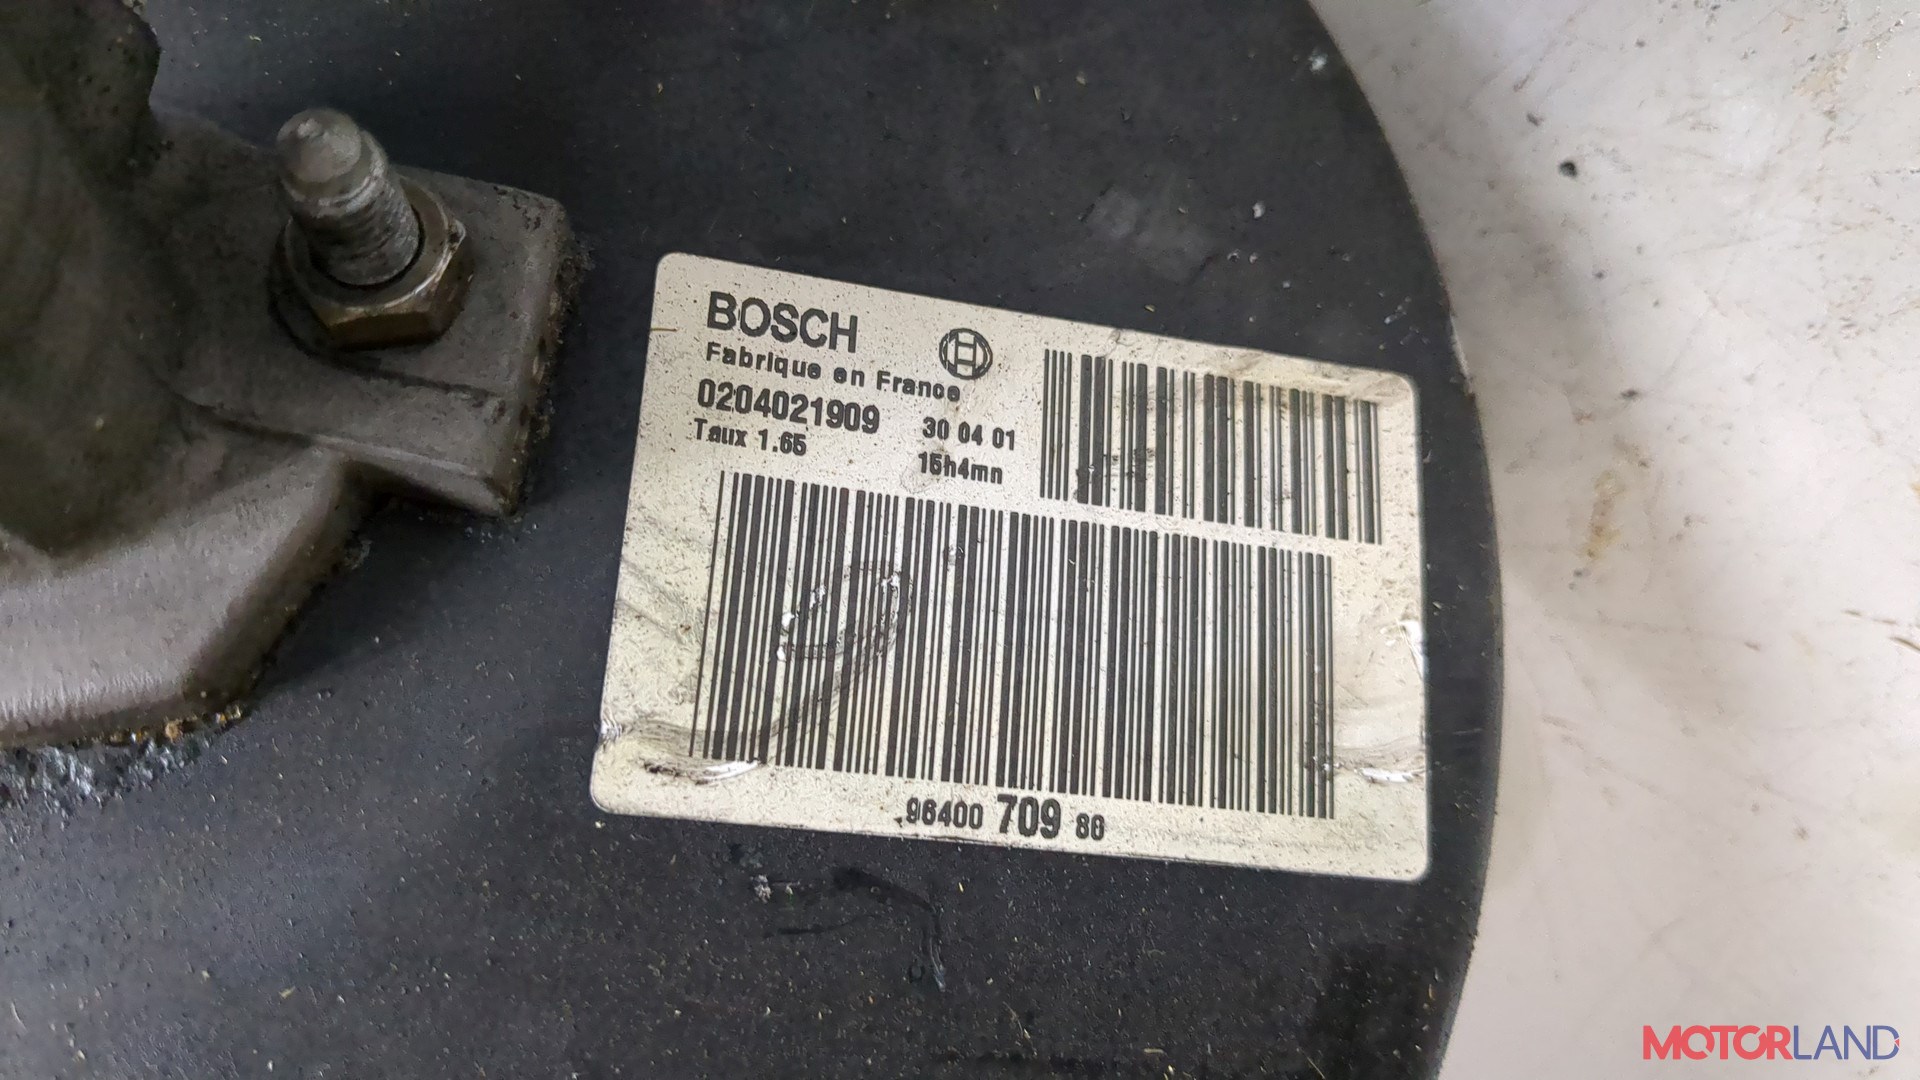 BOSCH
Fabrique en France
0204021909 30 04 01
Taux 1.65 15h4mn
96400 709 80
MOTORLAND